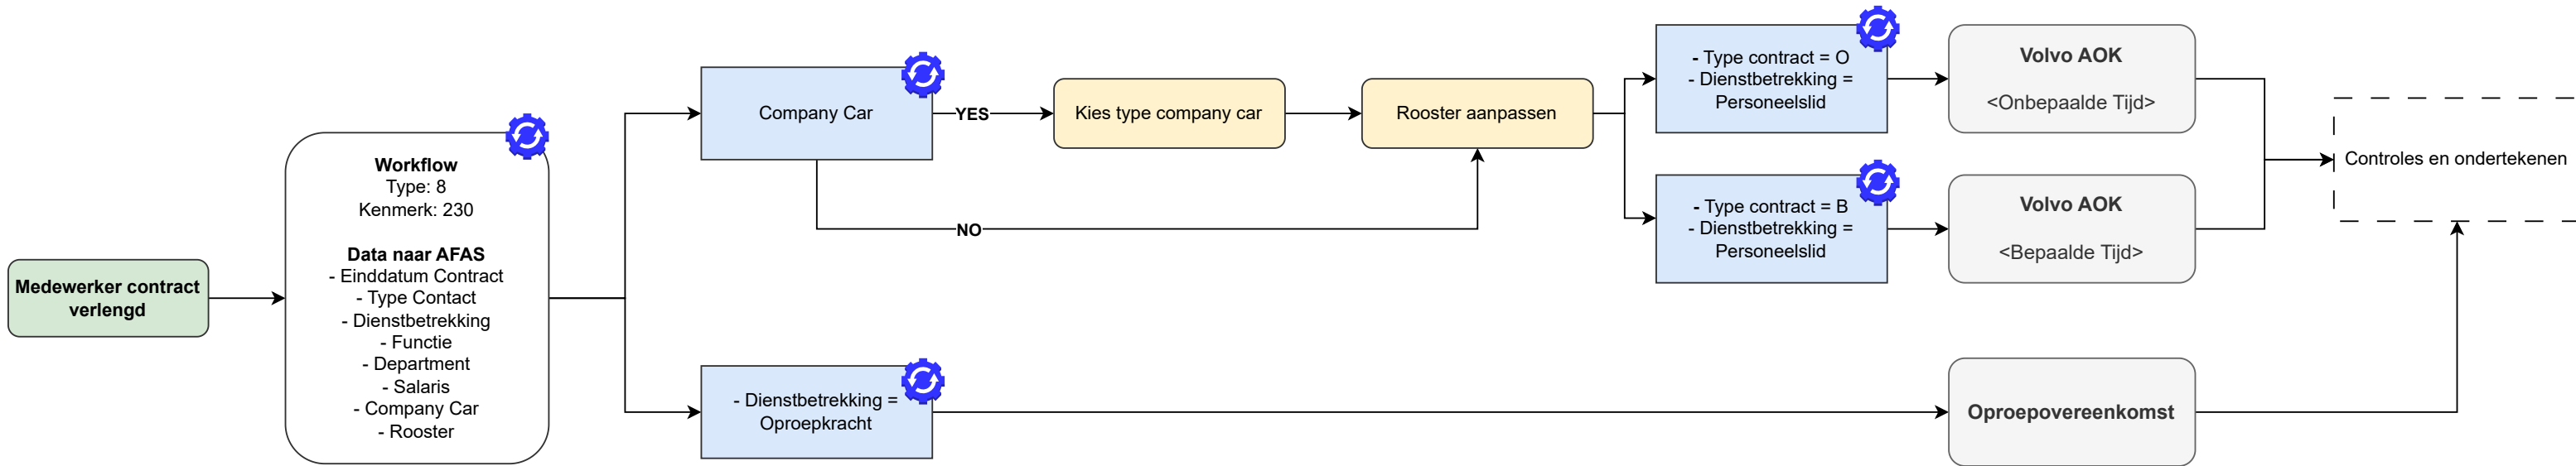 Medewerker contract
verlengd
Workflow
Type: 8
Kenmerk: 230
Data naar AFAS
- Einddatum Contract
- Type Contact
- Dienstbetrekking
- Functie
- Department
- Salaris
- Company Car
- Rooster
Company Car
YES
NO
Kies type company car
Rooster aanpassen
- Type contract = O
- Dienstbetrekking =
Personeelslid
Volvo AOK
<Onbepaalde Tijd>
- Type contract = B
- Dienstbetrekking =
Personeelslid
Volvo AOK
<Bepaalde Tijd>
- Dienstbetrekking =
Oproepkracht
Oproepovereenkomst
Controles en ondertekenen